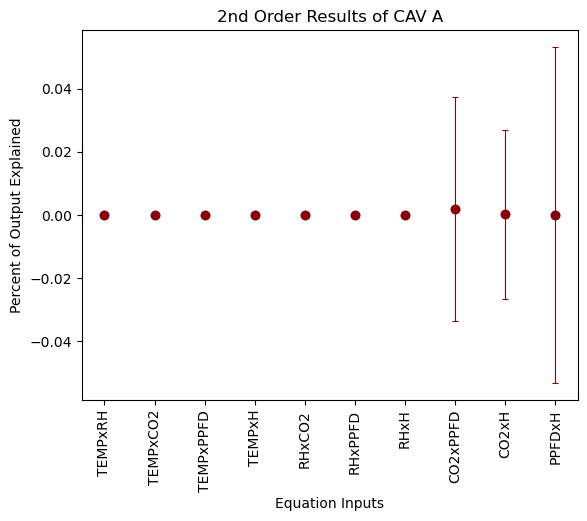 2nd Order Results of CAV A
Percent of Output Explained
0.04
0.02
0.00
−0.02
−0.04
TEMPxRH
TEMPxCO2
TEMPxPPFD
TEMPxH
RHxCO2
RHxPPFD
RHxH
CO2xPPFD
CO2xH
PPFDxH
Equation Inputs